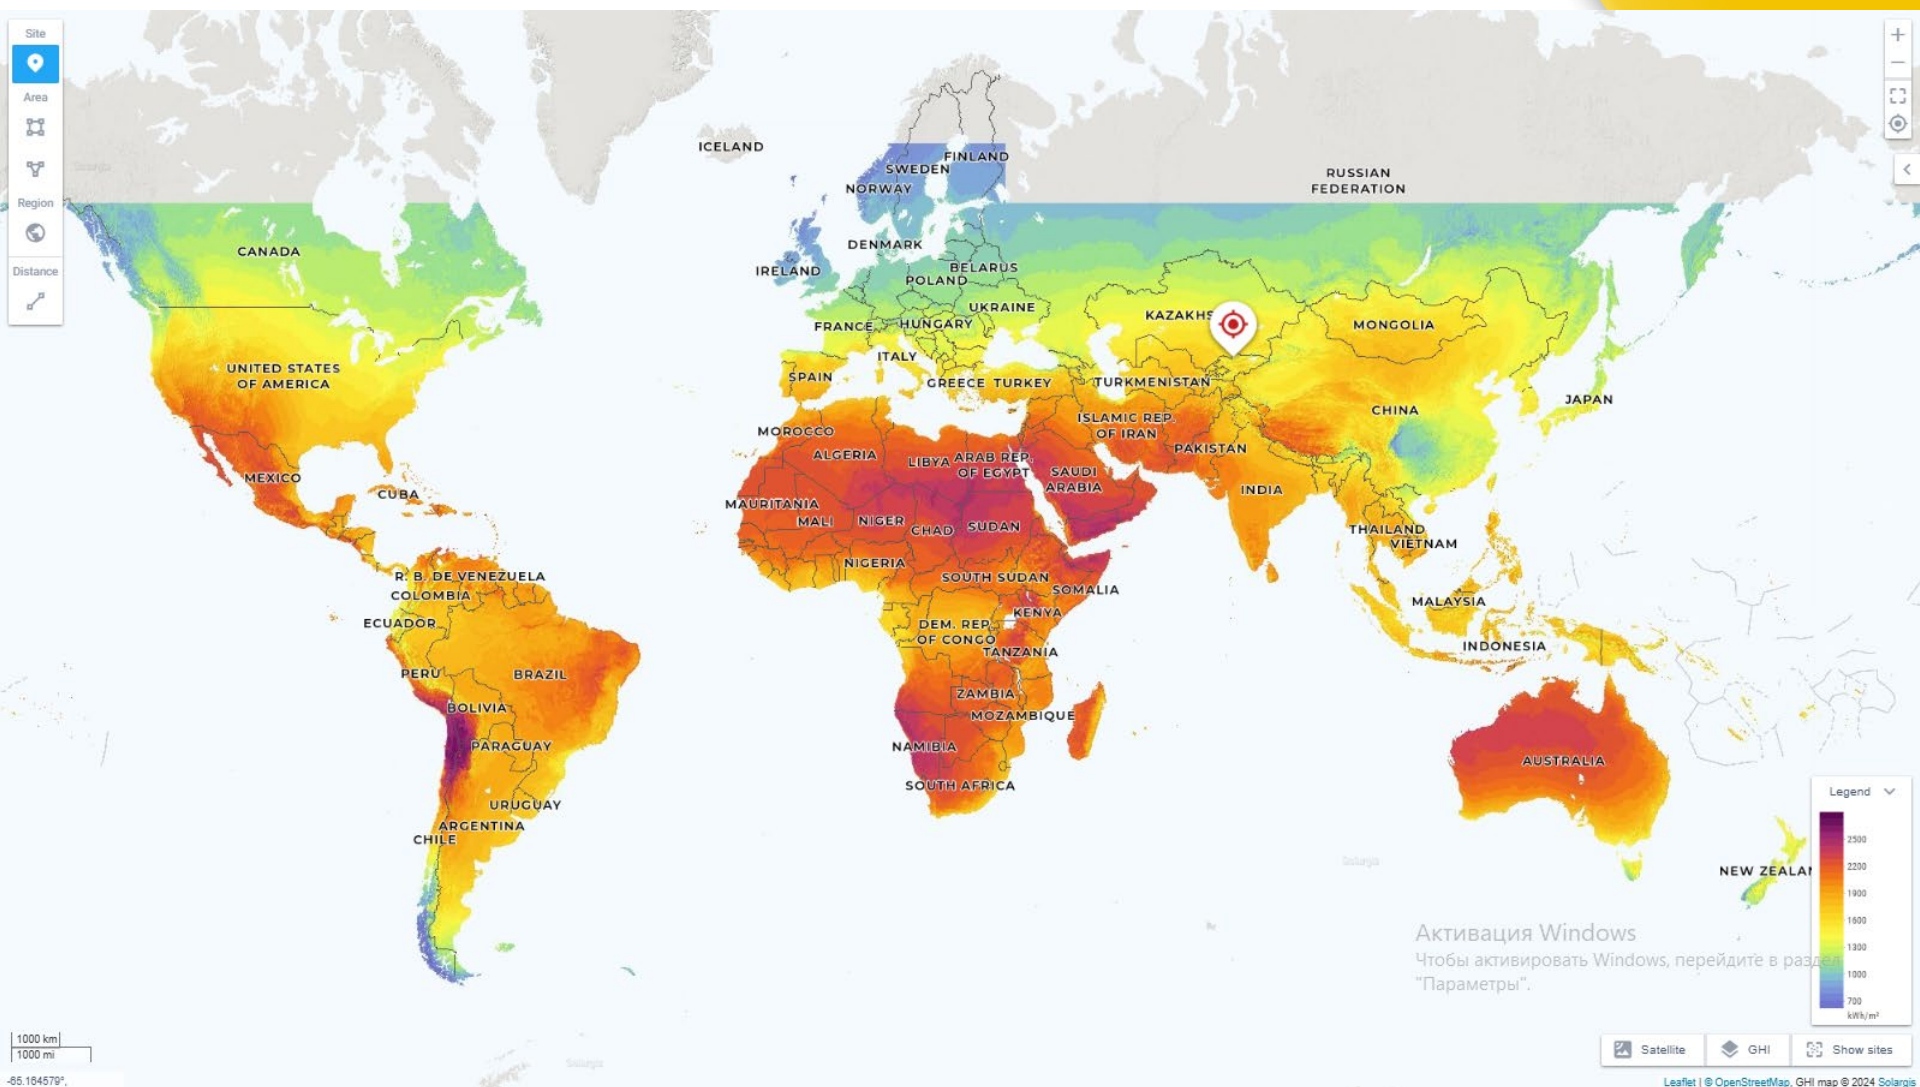 Site
Area
Region
Distance
ICELAND
SWEDEN
FINLAND
NORWAY
RUSSIAN
FEDERATION
CANADA
DENMARK
IRELAND
BELARUS
POLAND
UKRAINE
FRANCE
HUNGARY
KAZAKHS
MONGOLIA
ITALY
UNITED STATES
OF AMERICA
SPAIN
GREECE
TURKEY
TURKMENISTAN
JAPAN
CHINA
ISLAMIC REP.
OF IRAN
MOROCCO
PAKISTAN
ALGERIA
LIBYA
ARAB REP.
OF EGYPT
SAUDI
ARABIA
MEXICO
CUBA
INDIA
MAURITANIA
MALI
NIGER
CHAD
SUDAN
THAILAND
VIETNAM
NIGERIA
R. B. DE VENEZUELA
SOUTH SUDAN
COLOMBIA
SOMALIA
MALAYSIA
KENYA
ECUADOR
DEM. REP.
OF CONGO
INDONESIA
TANZANIA
PERU
BRAZIL
ZAMBIA
BOLIVIA
MOZAMBIQUE
PARAGUAY
NAMIBIA
AUSTRALIA
SOUTH AFRICA
URUGUAY
ARGENTINA
CHILE
NEW ZEALAN
Solargis
Legend
2500
2200
1900
1600
1300
1000
700
kWh/m²
Активация Windows
Чтобы активировать Windows, перейдите в раздел
"Параметры".
1000 km
1000 mi
Satellite
GHI
Show sites
-65.164579°,
Leaflet | © OpenStreetMap, GHI map © 2024 Solargis